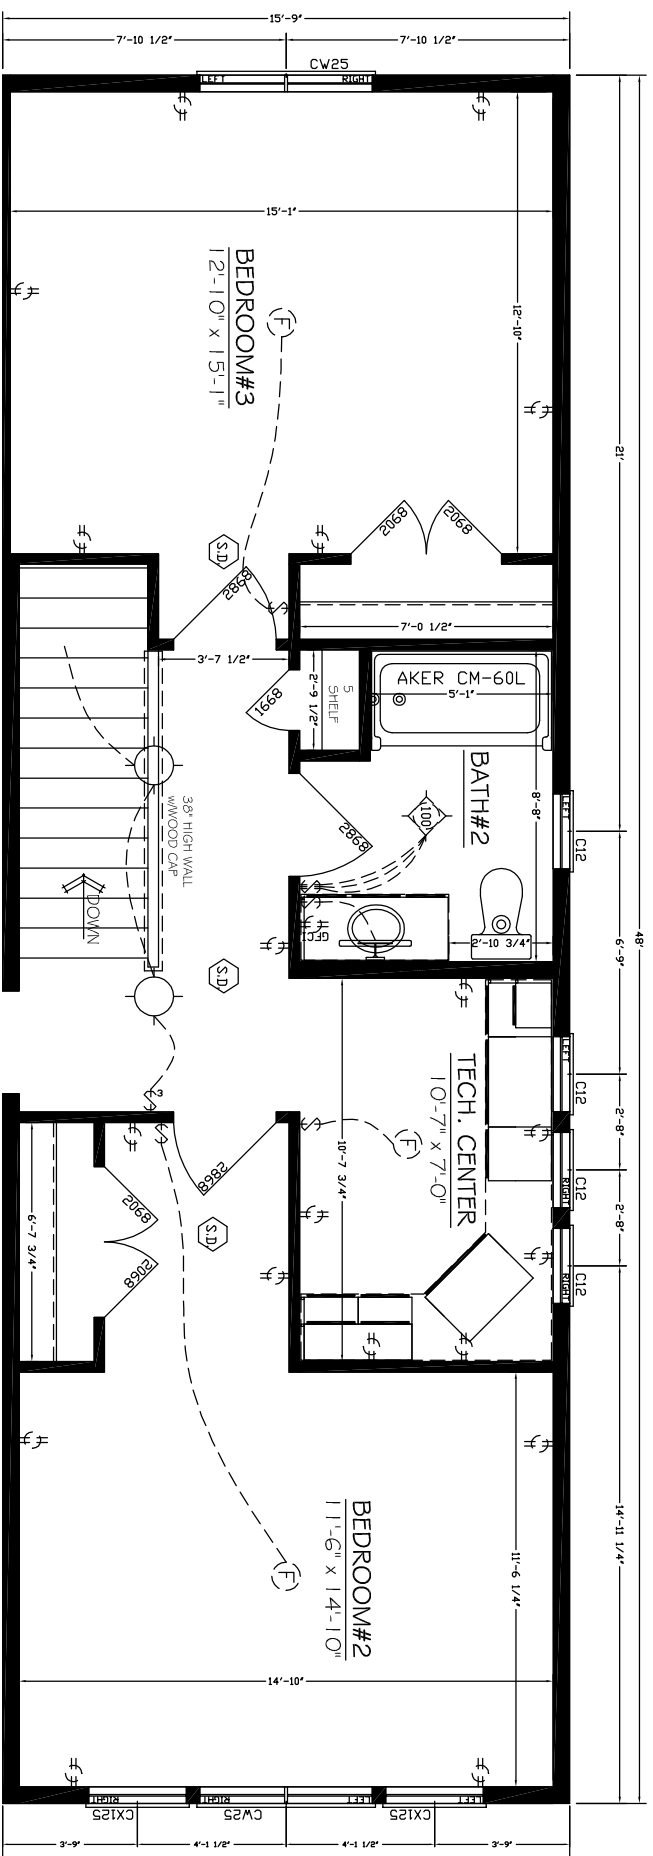 15'-9"
7'-10 1/2"
7'-10 1/2"
CW25
LEFT
RIGHT
15'-1"
12'-10"
BEDROOM#3
12'-10" x 15'-1"
F
21'
48'
2068
2068
S.D.
2868
7'-0 1/2"
3'-7 1/2"
1668
2'-9 1/2"
5
SHELF
AKER CM-60L
5'-1"
BATH#2
8'-8"
LEFT
C12
100
2868
38" HIGH WALL
w/WOOD CAP
DOWN
GFCI
2'-10 3/4"
6'-9"
S.D.
TECH. CENTER
10'-7" x 7'-0"
F
10'-7 3/4"
LEFT
C12
2'-8"
RIGHT
C12
2'-8"
RIGHT
C12
3
2868
S.D.
2068
2068
6'-7 3/4"
14'-11 1/4"
BEDROOM#2
11'-6" x 14'-10"
F
11'-6 1/4"
14'-10"
RIGHT
RIGHT
LEFT
LEFT
CX125
CW25
CX125
3'-9"
4'-1 1/2"
4'-1 1/2"
3'-9"